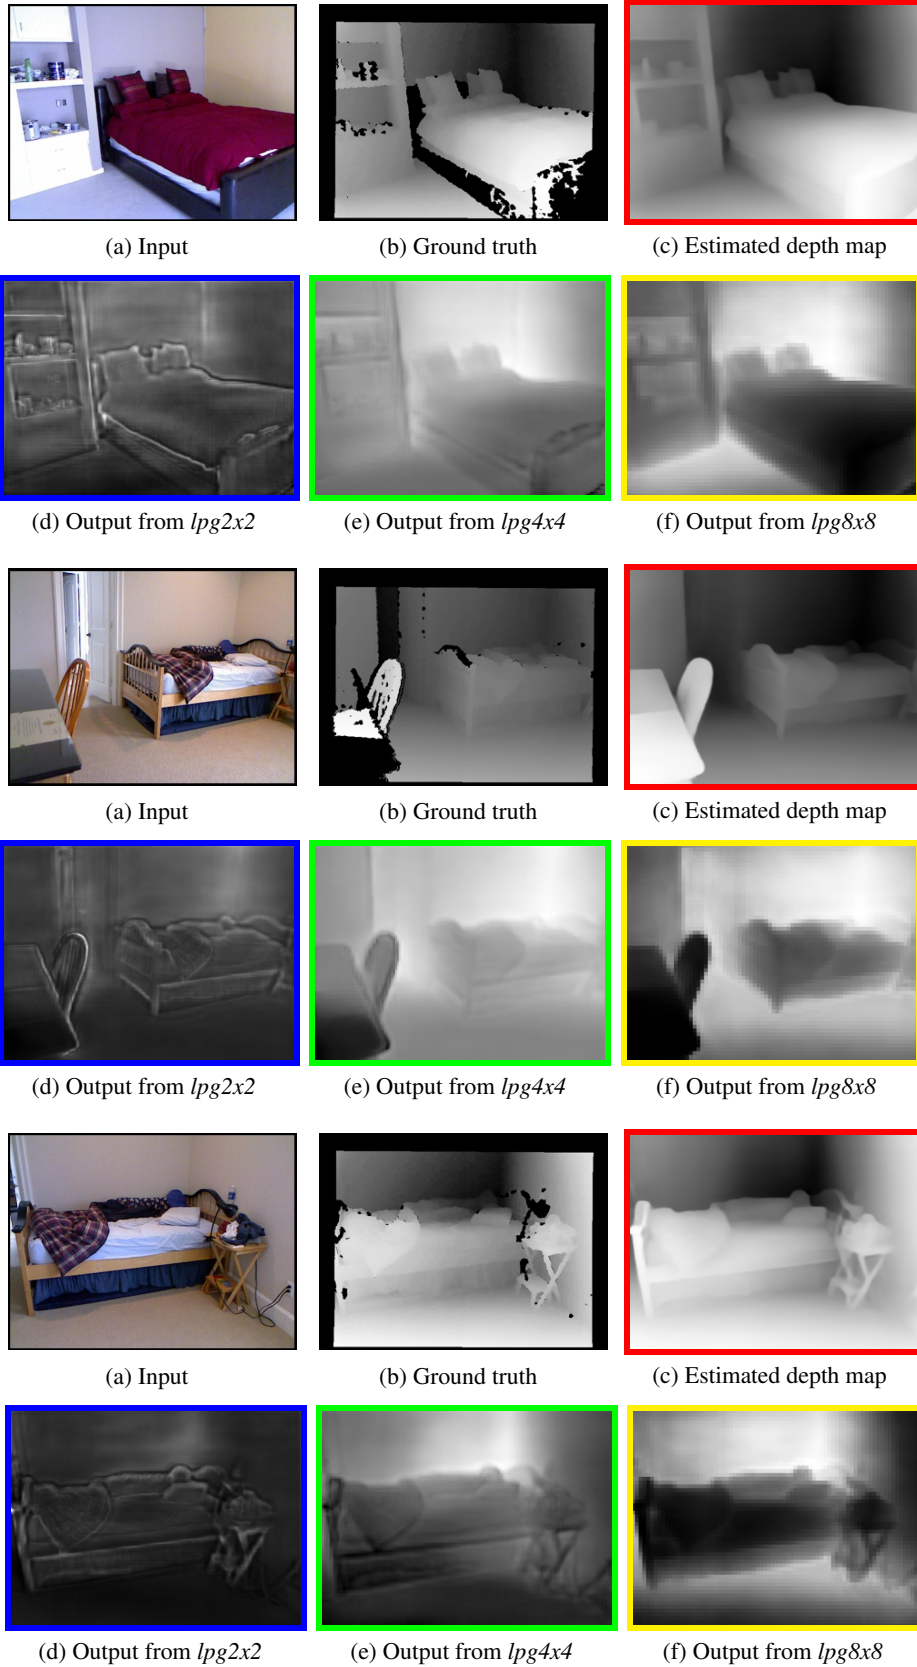 (a) Input
(b) Ground truth
(c) Estimated depth map
(d) Output from lpg2x2
(e) Output from lpg4x4
(f) Output from lpg8x8
(a) Input
(b) Ground truth
(c) Estimated depth map
(d) Output from lpg2x2
(e) Output from lpg4x4
(f) Output from lpg8x8
(a) Input
(b) Ground truth
(c) Estimated depth map
(d) Output from lpg2x2
(e) Output from lpg4x4
(f) Output from lpg8x8